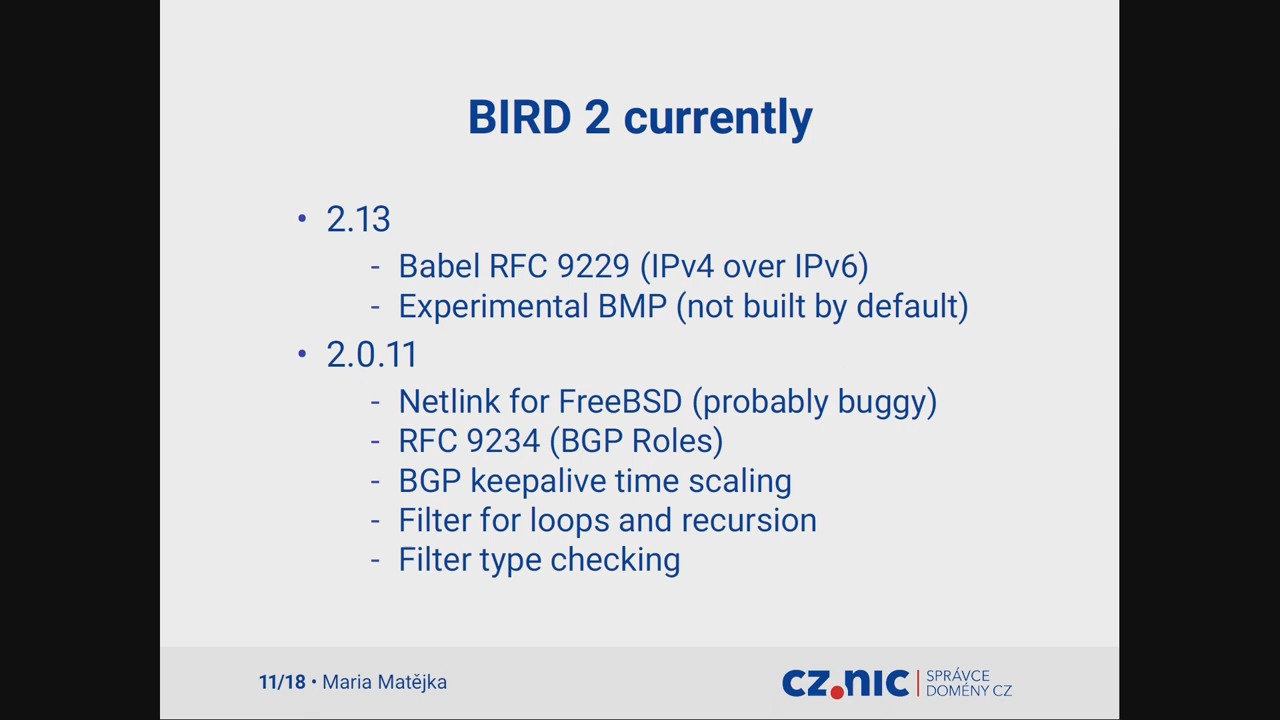 BIRD 2 currently
• 2.13
- Babel RFC 9229 (IPv4 over IPv6)
- Experimental BMP (not built by default)
• 2.0.11
- Netlink for FreeBSD (probably buggy)
- RFC 9234 (BGP Roles)
- BGP keepalive time scaling
- Filter for loops and recursion
- Filter type checking
11/18 • Maria Matějka
CZ.NIC | SPRÁVCE
DOMÉNY CZ